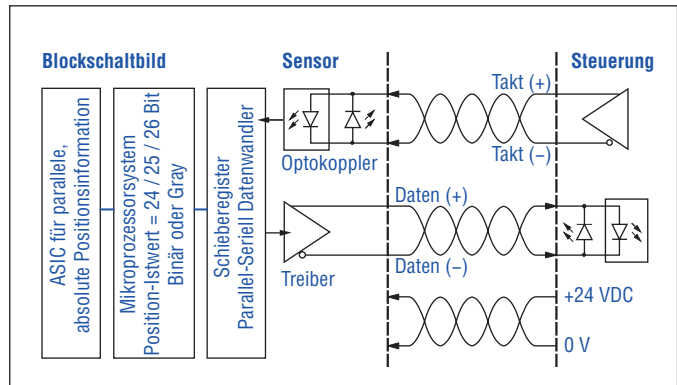 Blockschaltbild
Sensor
Steuerung
ASIC für parallele,
absolute Positionsinformation
Mikroprozessorsystem
Position-Istwert = 24 / 25 / 26 Bit
Binär oder Gray
Schieberegister
Parallel-Seriell Datenwandler
Optokoppler
Treiber
Takt (+)
Takt (–)
Daten (+)
Daten (–)
+24 VDC
0 V